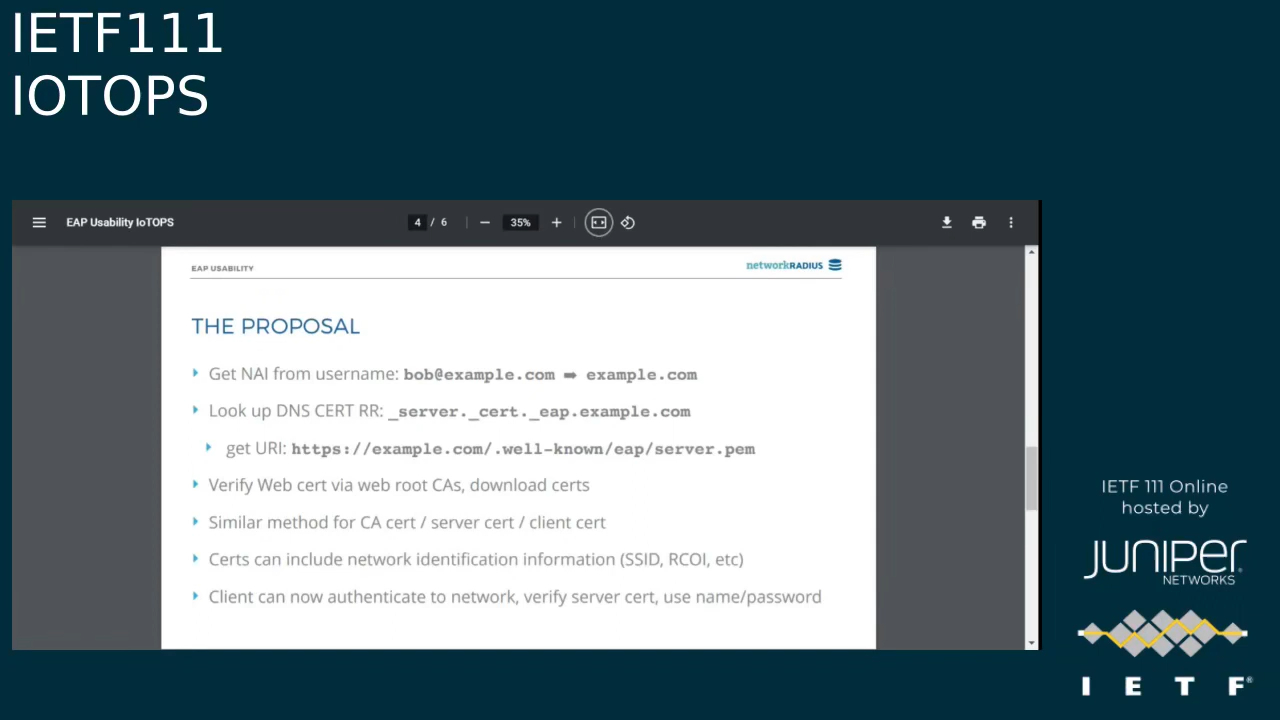 IETF111
IOTOPS
EAP Usability IoTOPS
4 / 6
35%
EAP USABILITY
networkRADIUS
THE PROPOSAL
Get NAI from username: bob@example.com ➡ example.com
Look up DNS CERT RR: _server._cert._eap.example.com
get URI: https://example.com/.well-known/eap/server.pem
Verify Web cert via web root CAs, download certs
Similar method for CA cert / server cert / client cert
Certs can include network identification information (SSID, RCOI, etc)
Client can now authenticate to network, verify server cert, use name/password
IETF 111 Online
hosted by
JUNIPER
NETWORKS
I E T F®